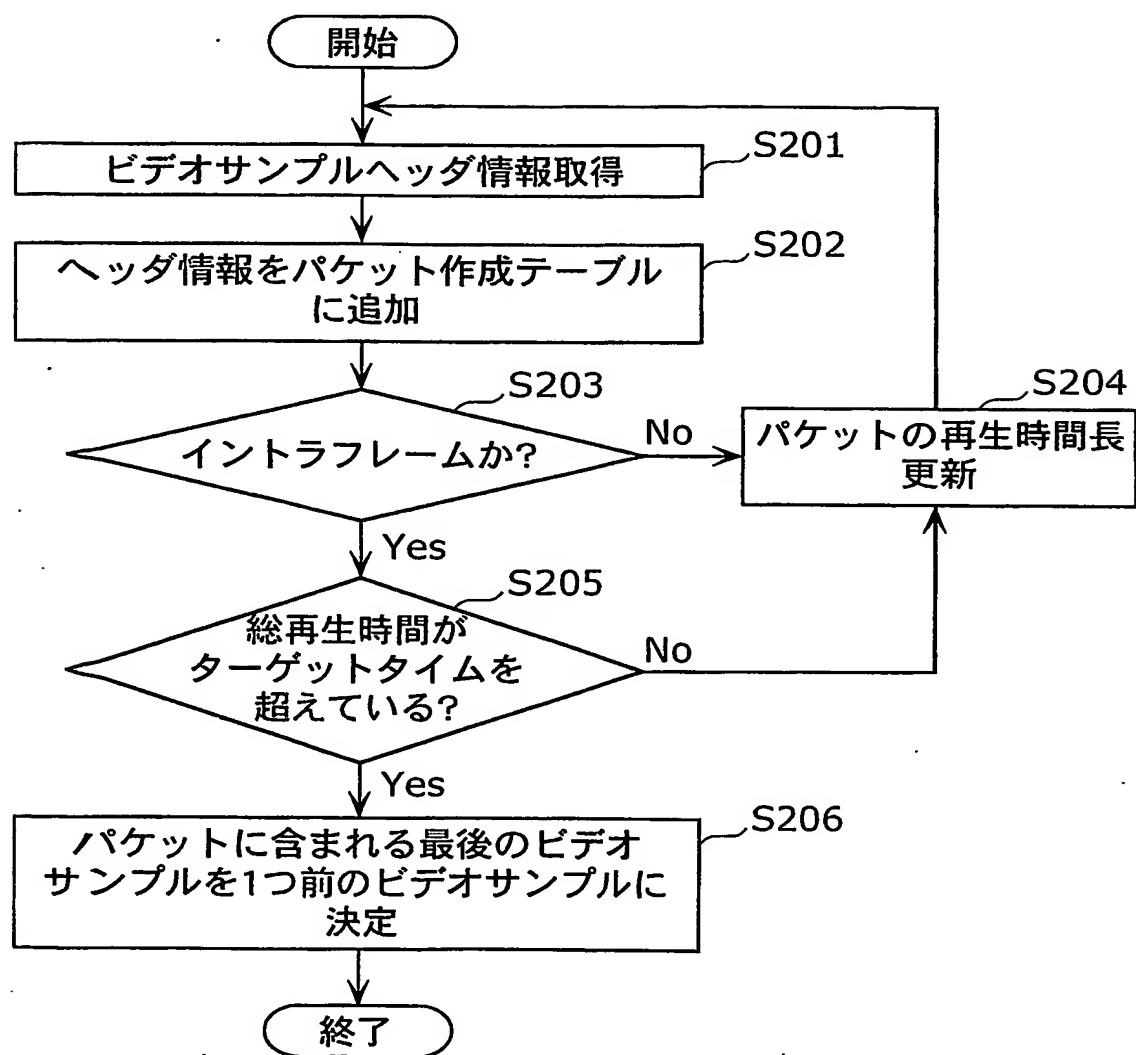 開始
S201
ビデオサンプルヘッダ情報取得
S202
ヘッダ情報をパケット作成テーブル
に追加
S203
イントラフレームか?
No
S204
パケットの再生時間長
更新
Yes
S205
総再生時間が
ターゲットタイムを
超えている?
No
Yes
S206
パケットに含まれる最後のビデオ
サンプルを1つ前のビデオサンプルに
決定
終了